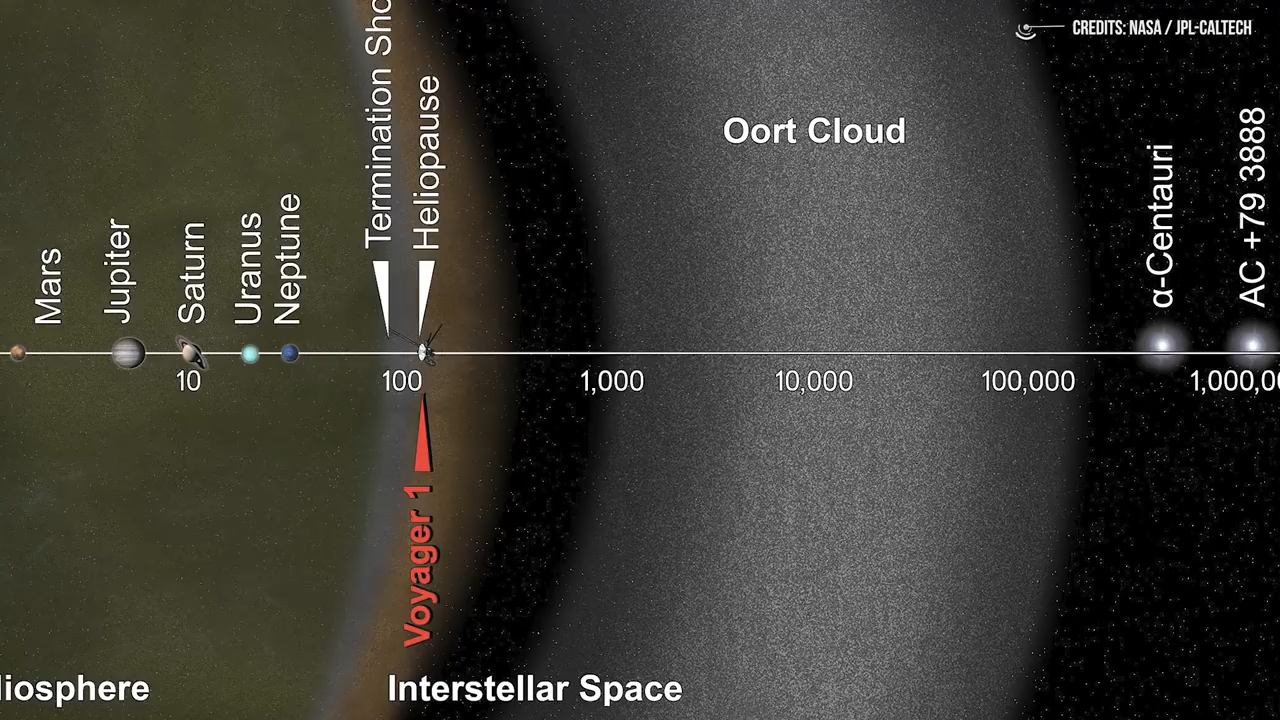 CREDITS: NASA / JPL-CALTECH
Oort Cloud
Mars
Jupiter
Saturn
Uranus
Neptune
Termination Sho
Heliopause
α-Centauri
AC +79 3888
10
100
1,000
10,000
100,000
1,000,0
Voyager 1
liosphere
Interstellar Space